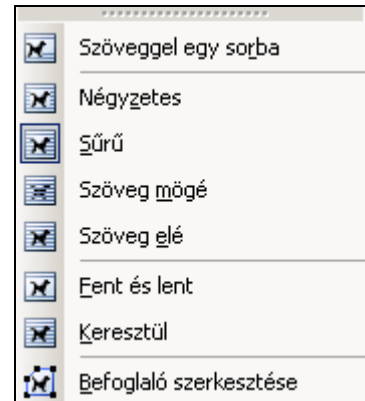 Szöveggel egy sorba
Négyzetes
Sűrű
Szöveg mögé
Szöveg elé
Fent és lent
Keresztül
Befoglaló szerkesztése